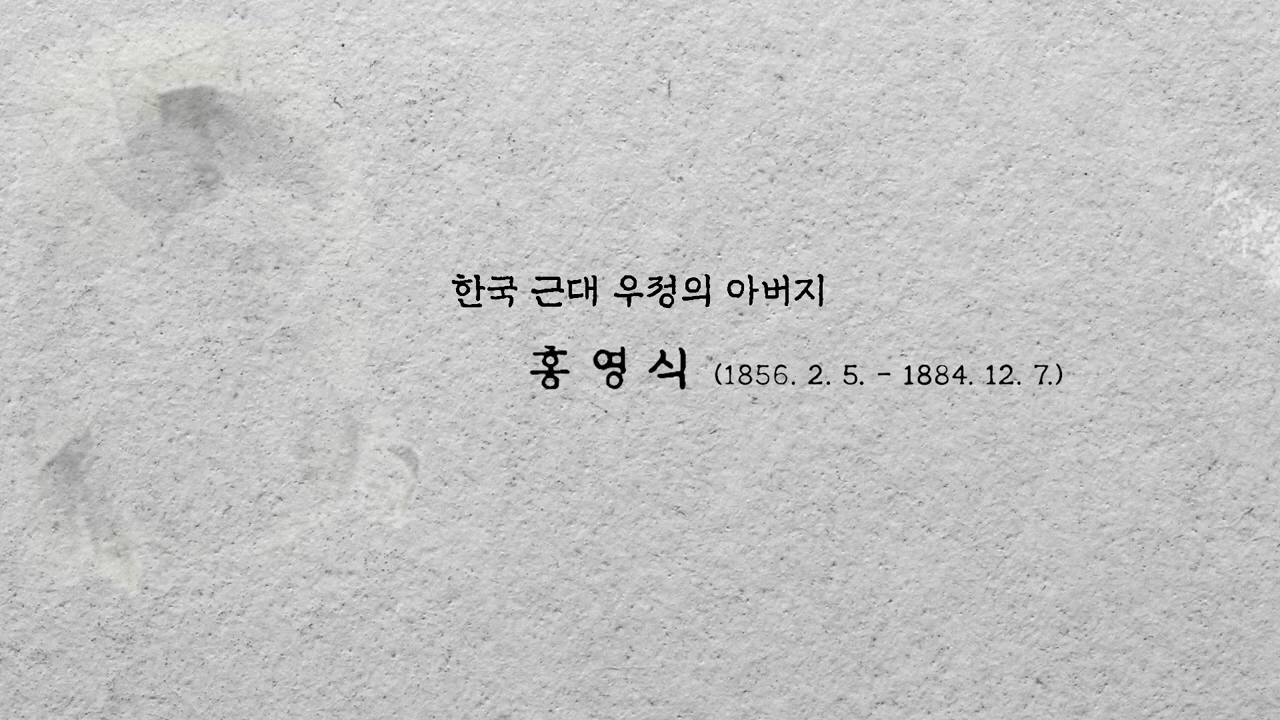 한국 근대 우정의 아버지
홍 영 식 (1856. 2. 5. - 1884. 12. 7.)